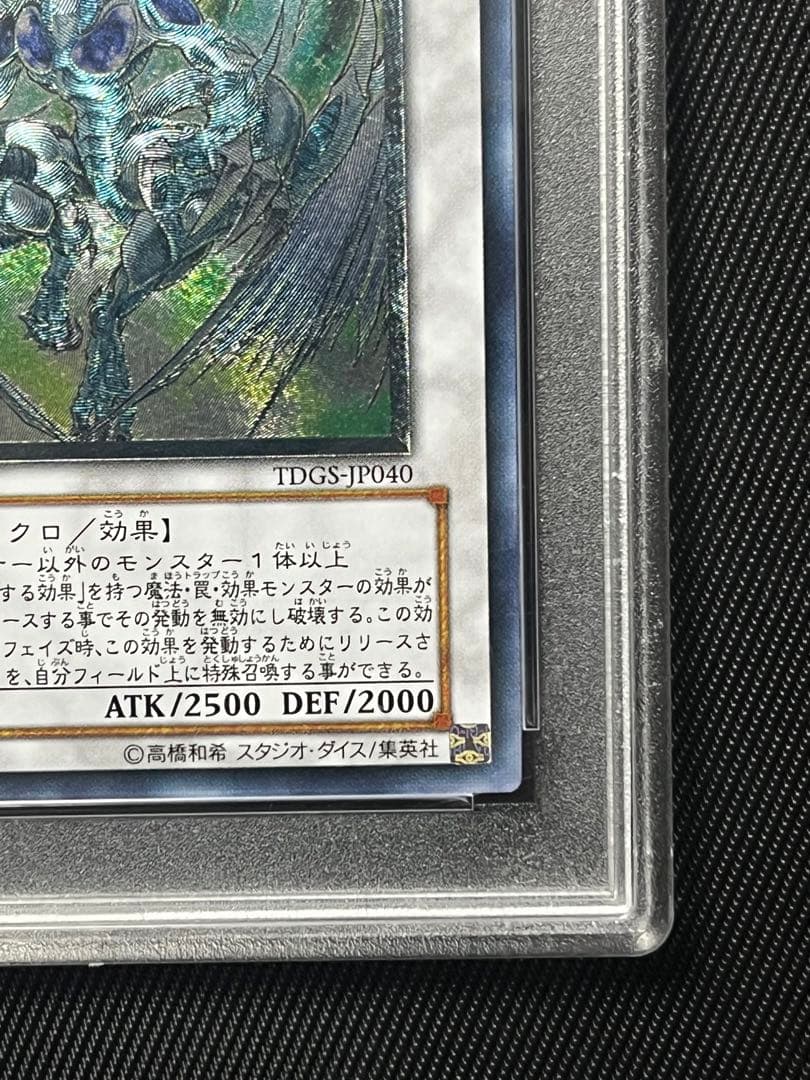 TDGS-JP040
クロ/効果】
ー以外のモンスター1体以上
する効果」を持つ魔法・罠・効果モンスターの効果が
ースする事でその発動を無効にし破壊する。この効
フェイズ時、この効果を発動するためにリリースさ
を、自分フィールド上に特殊召喚する事ができる。
ATK/2500 DEF/2000
©高橋和希 スタジオ・ダイス/集英社